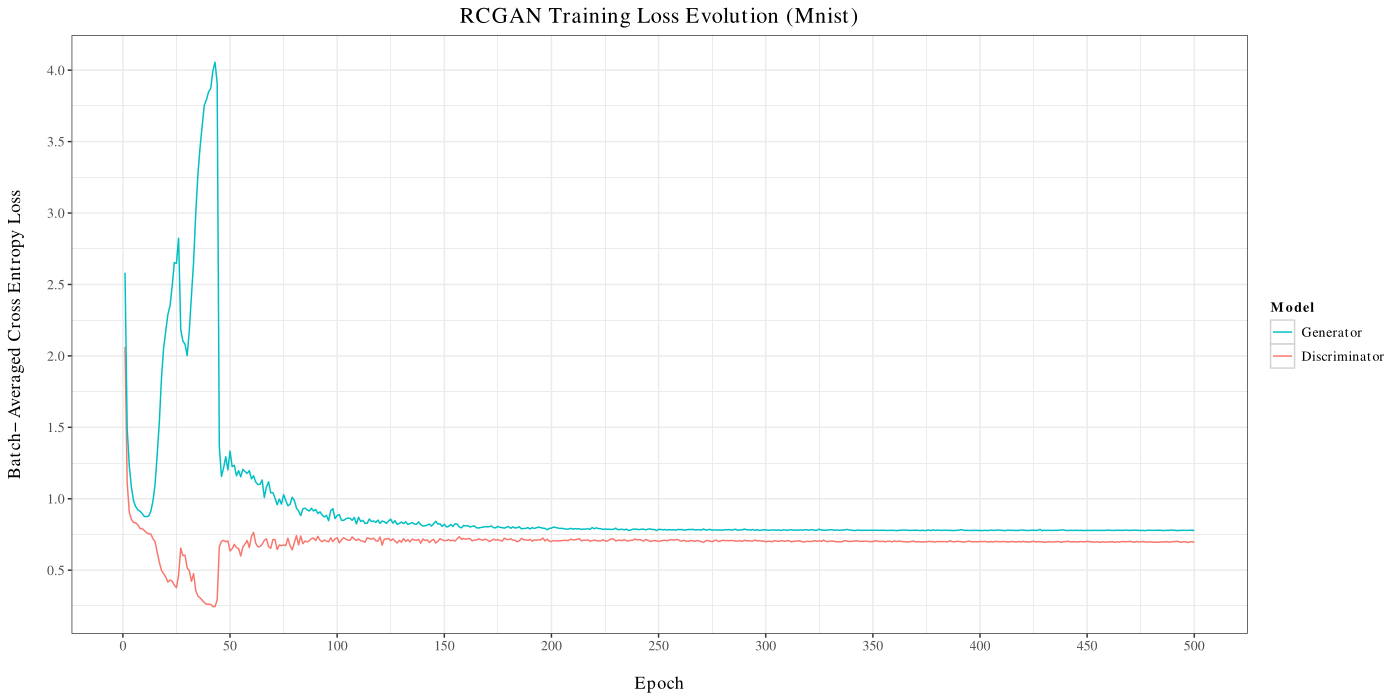 RCGAN Training Loss Evolution (Mnist)
Batch− Averaged Cross Entropy Loss
4.0
3.5
3.0
2.5
2.0
1.5
1.0
0.5
0 50 100 150 200 250 300 350 400 450 500
Epoch
Model
Generator
Discriminator